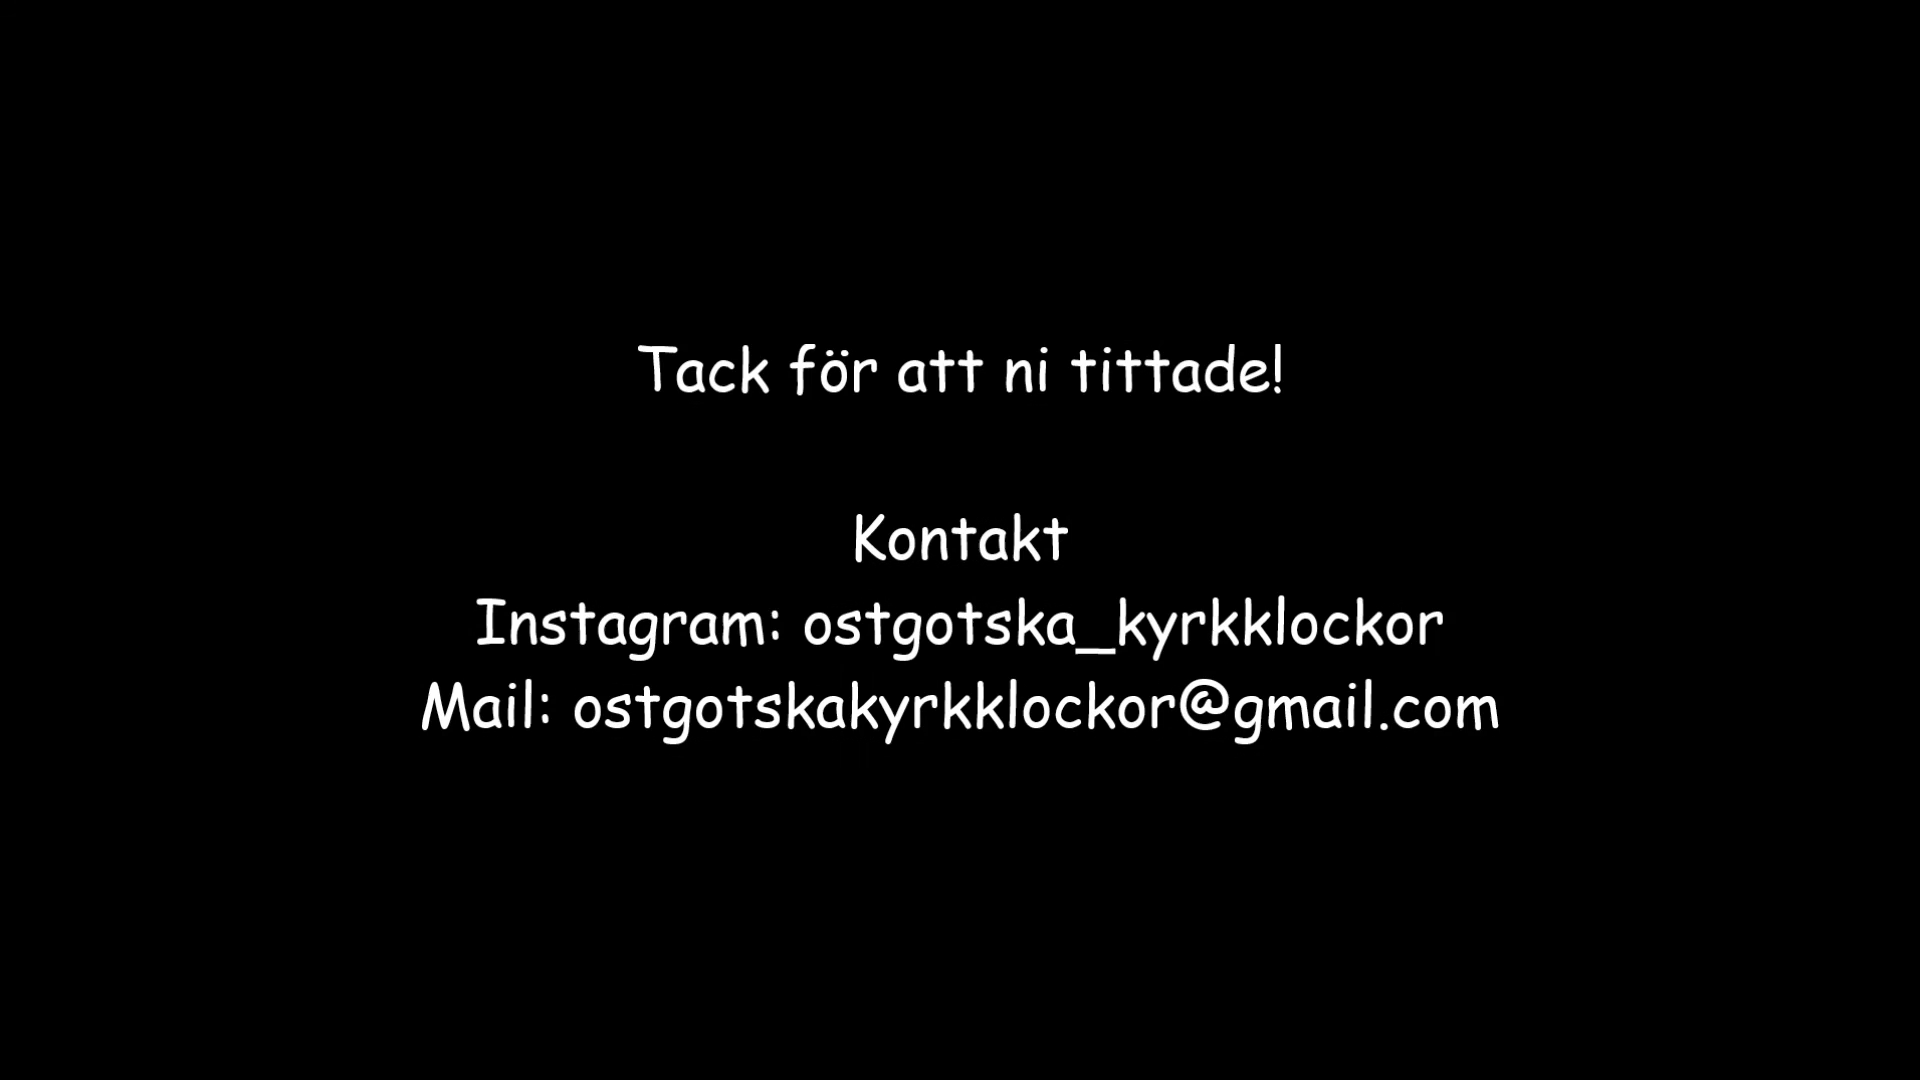 Tack för att ni tittade!
Kontakt
Instagram: ostgotska_kyrkklockor
Mail: ostgotskakyrkklockor@gmail.com